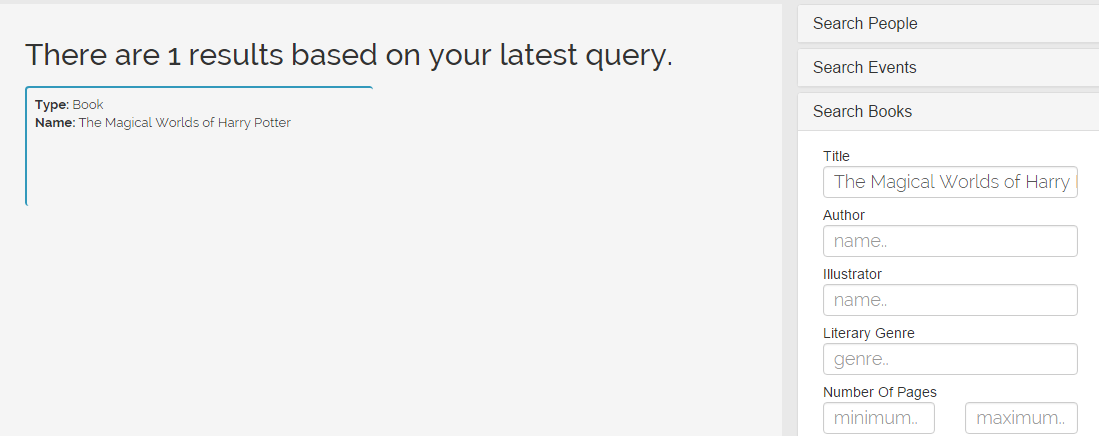 There are 1 results based on your latest query.
Type: Book
Name: The Magical Worlds of Harry Potter
Search People
Search Events
Search Books
Title
The Magical Worlds of Harry
Author
name..
Illustrator
name..
Literary Genre
genre..
Number Of Pages
minimum.. maximum..